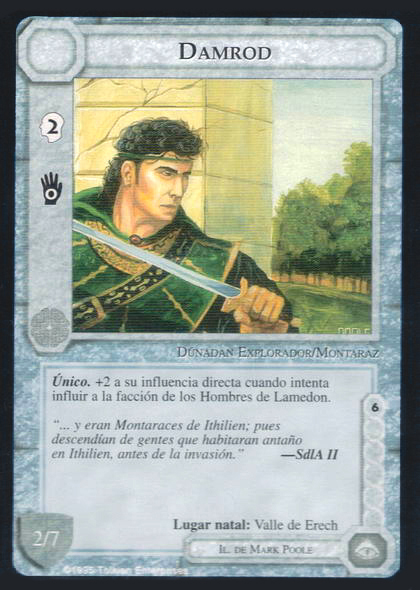 DAMROD
2
0
POOLE
DÚNADAN EXPLORADOR/MONTARAZ
Único. +2 a su influencia directa cuando intenta
influir a la facción de los Hombres de Lamedon.
6
“... y eran Montaraces de Ithilien; pues
descendían de gentes que habitaran antaño
en Ithilien, antes de la invasión.” —SdlA II
Lugar natal: Valle de Erech
2/7
IL. DE MARK POOLE
©1995 Tolkien Enterprises